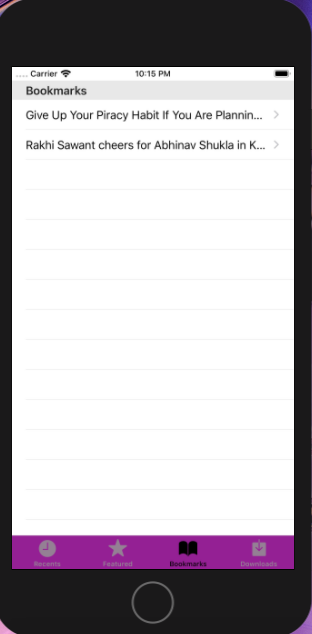 Carrier 10:15 PM
Bookmarks
Give Up Your Piracy Habit If You Are Plannin...
Rakhi Sawant cheers for Abhinav Shukla in K...
Recents Featured Bookmarks Downloads